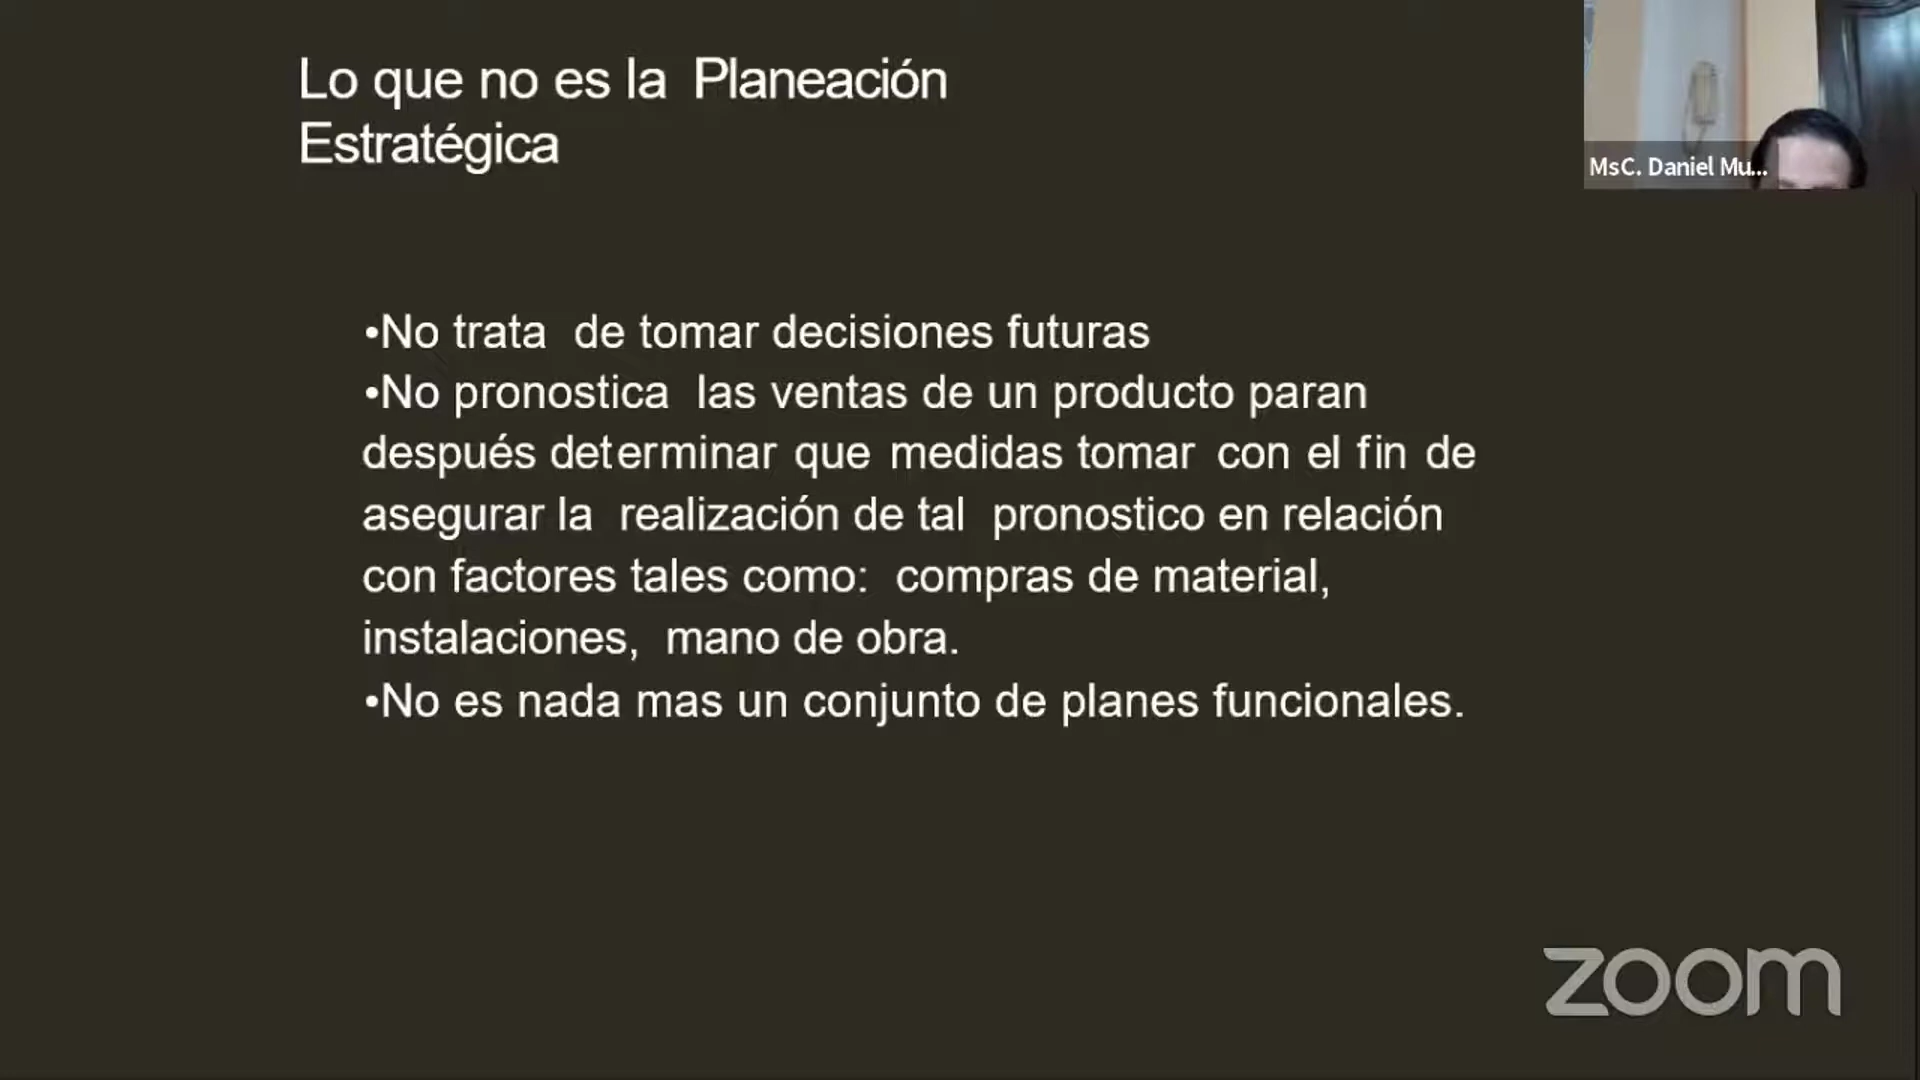 Lo que no es la Planeación
Estratégica
MsC. Daniel Mu...
•No trata de tomar decisiones futuras
•No pronostica las ventas de un producto paran
después determinar que medidas tomar con el fin de
asegurar la realización de tal pronostico en relación
con factores tales como: compras de material,
instalaciones, mano de obra.
•No es nada mas un conjunto de planes funcionales.
zoom